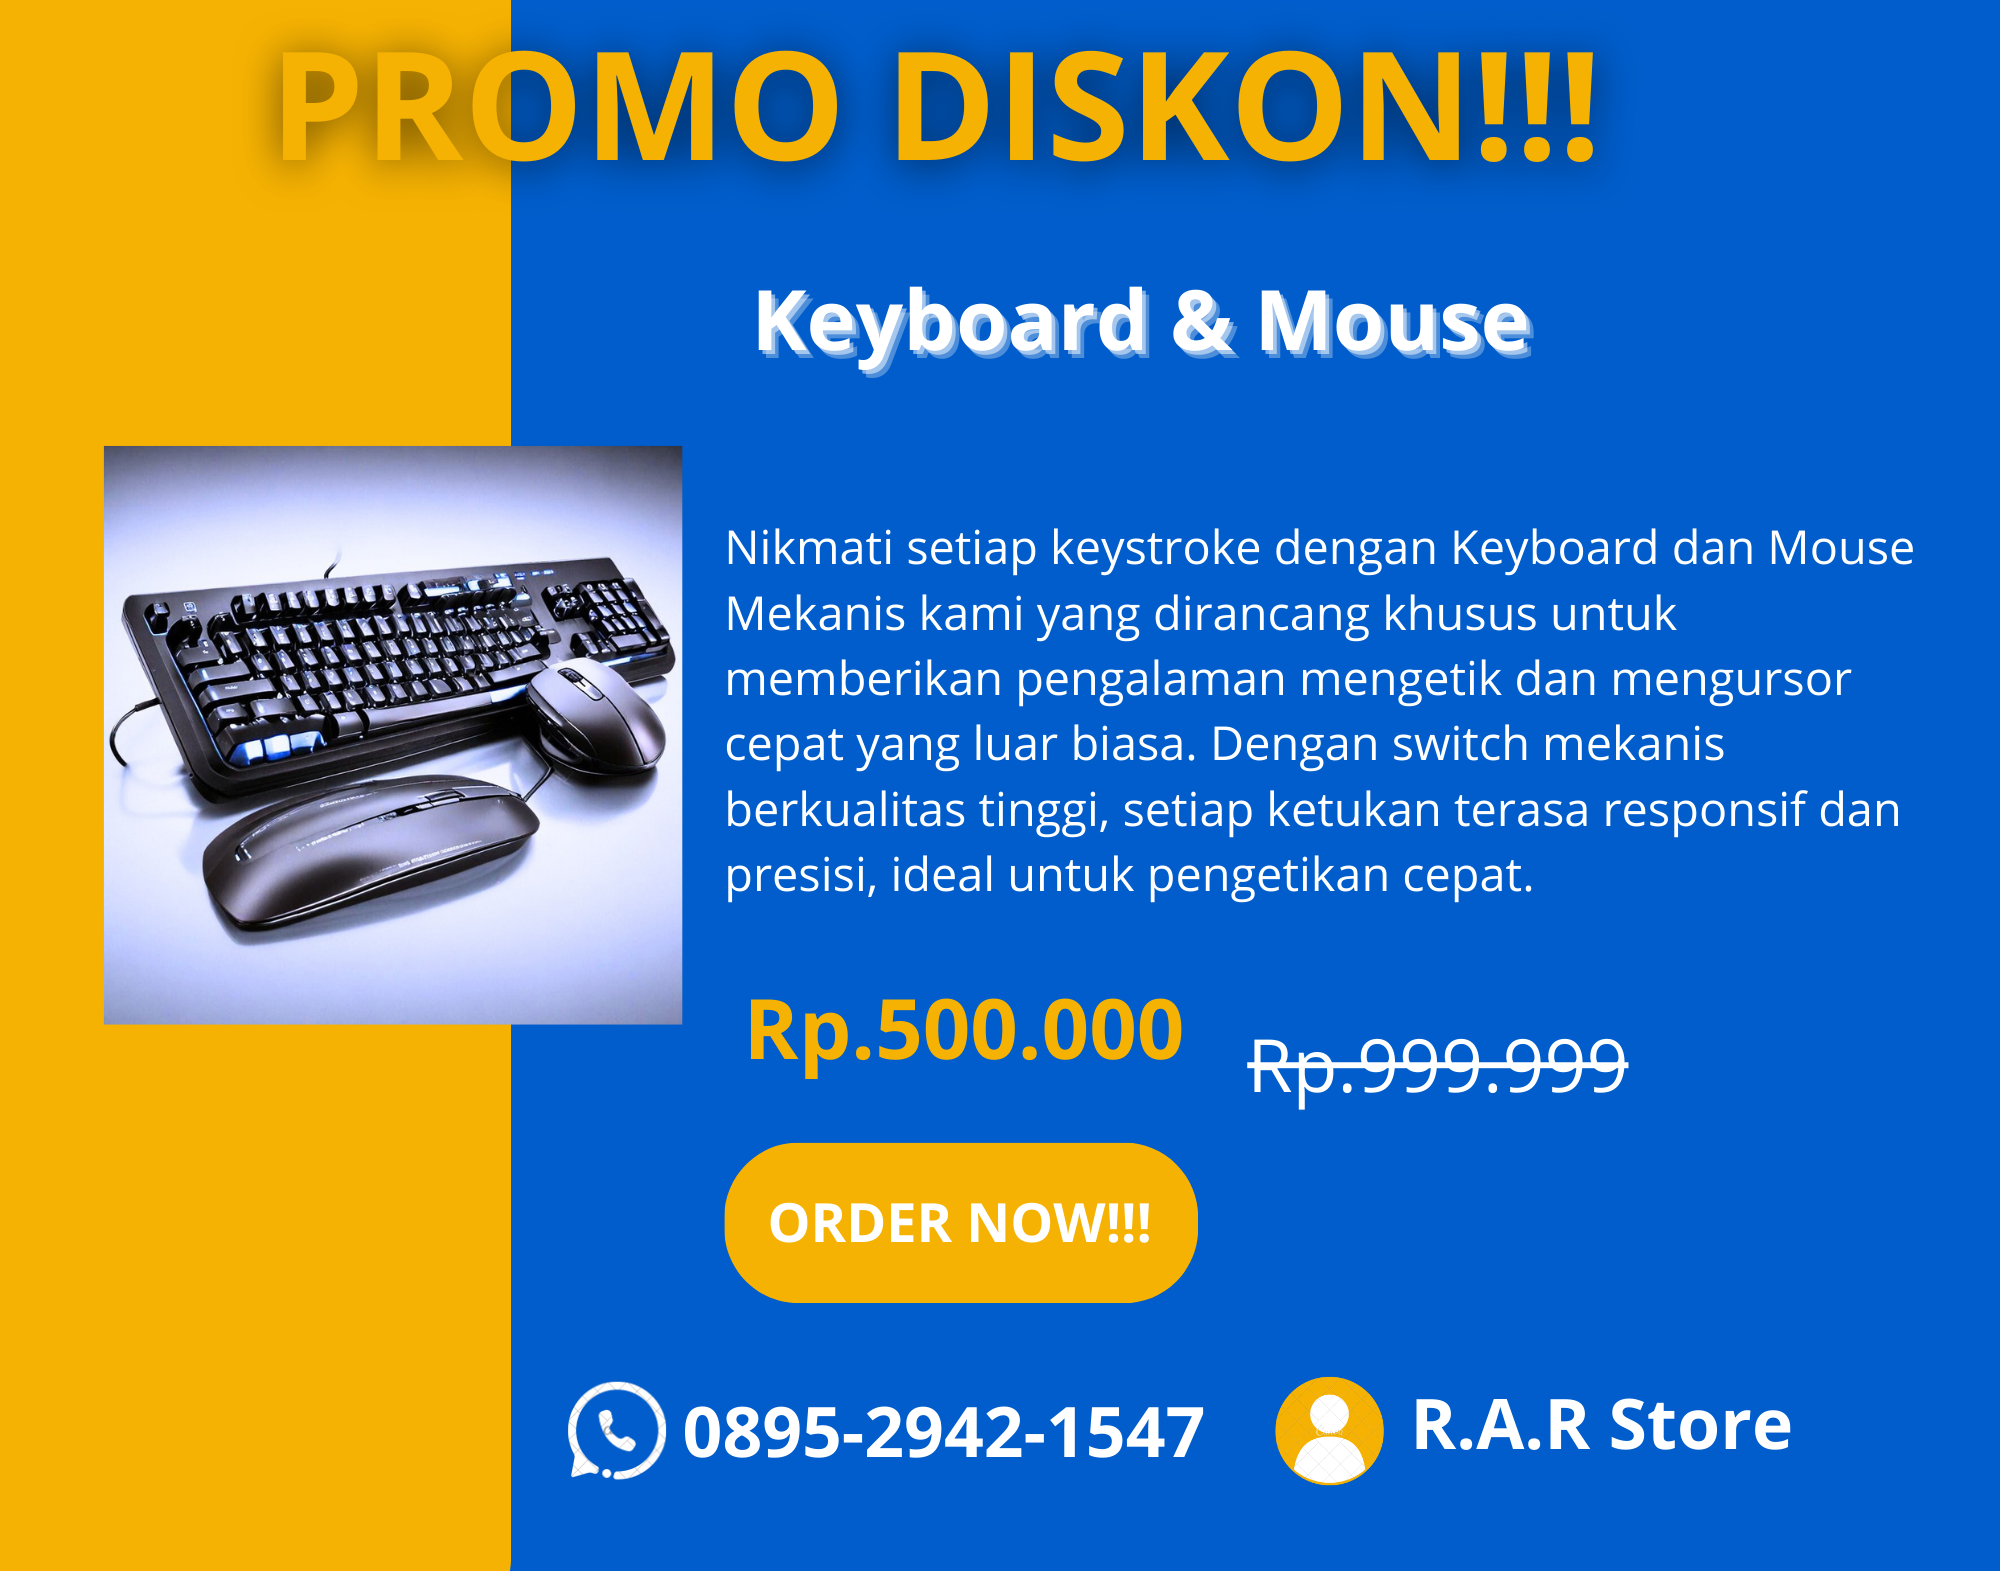 PROMO DISKON!!!
Keyboard & Mouse
Nikmati setiap keystroke dengan Keyboard dan Mouse
Mekanis kami yang dirancang khusus untuk
memberikan pengalaman mengetik dan mengursor
cepat yang luar biasa. Dengan switch mekanis
berkualitas tinggi, setiap ketukan terasa responsif dan
presisi, ideal untuk pengetikan cepat.
Rp.500.000
Rp.999.999
ORDER NOW!!!
0895-2942-1547
R.A.R Store